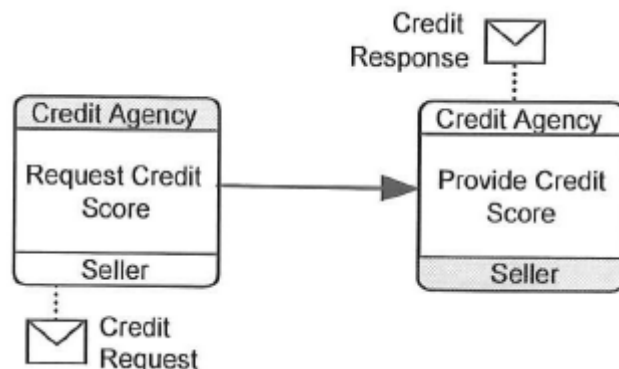 Credit
Response
Credit Agency
Request Credit
Score
Seller
Credit
Request
Credit Agency
Provide Credit
Score
Seller